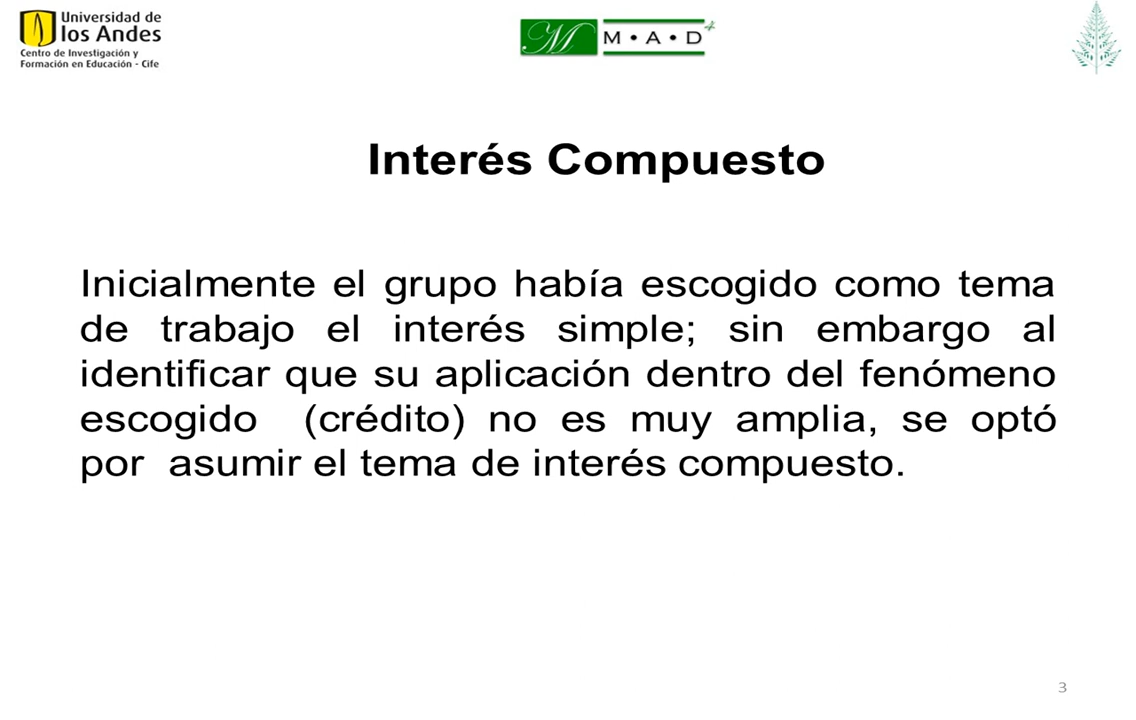 Universidad de
los Andes
Centro de Investigación y
Formación en Educación - Cife
M M • A • D
Interés Compuesto
Inicialmente el grupo había escogido como tema
de trabajo el interés simple; sin embargo al
identificar que su aplicación dentro del fenómeno
escogido (crédito) no es muy amplia, se optó
por asumir el tema de interés compuesto.
3